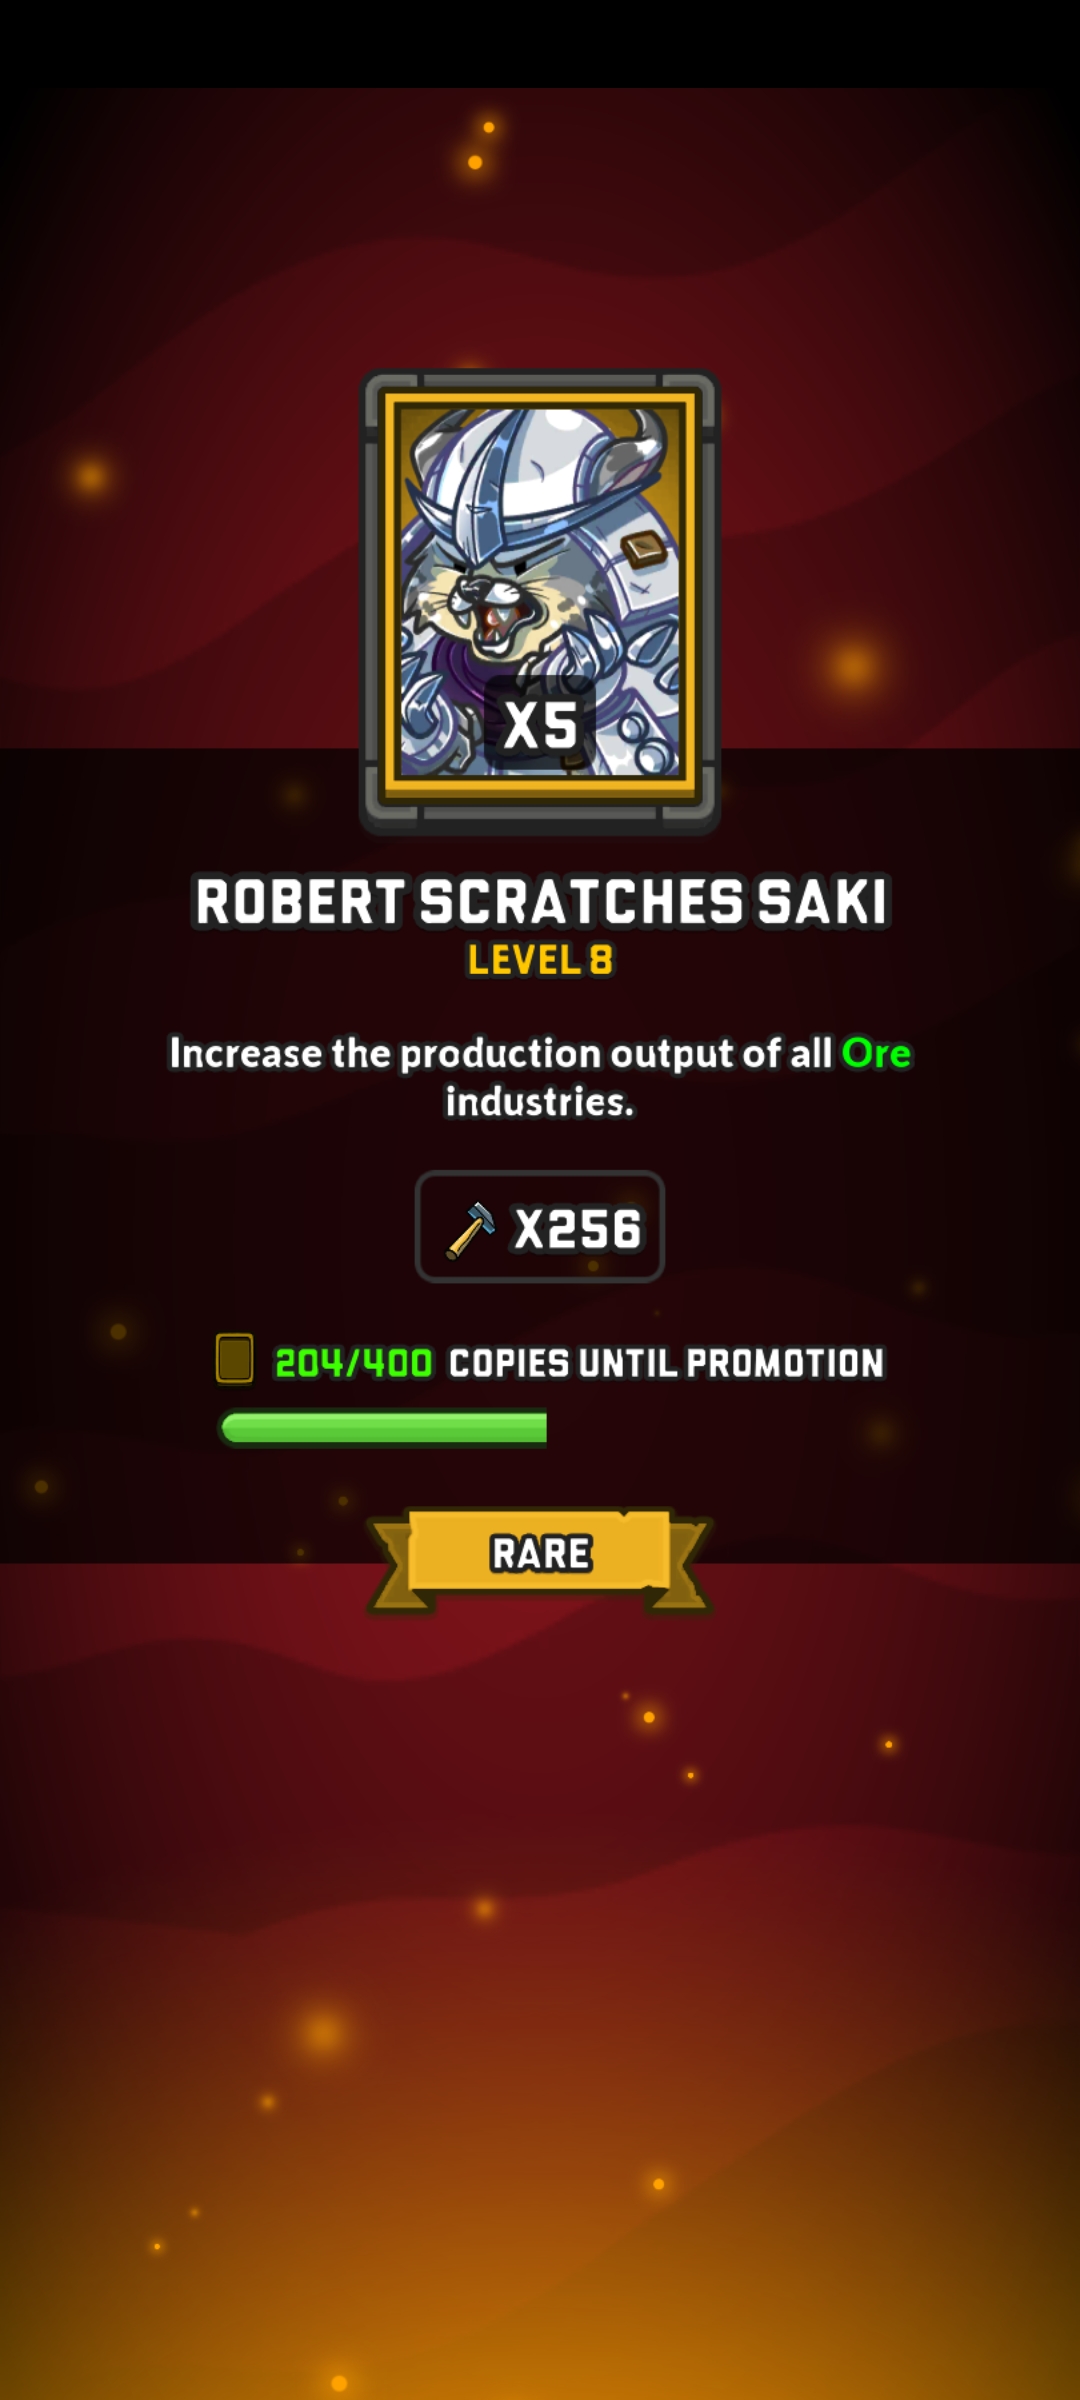 X5
ROBERT SCRATCHES SAKI
LEVEL 8
Increase the production output of all Ore
industries.
X256
204/400 COPIES UNTIL PROMOTION
RARE